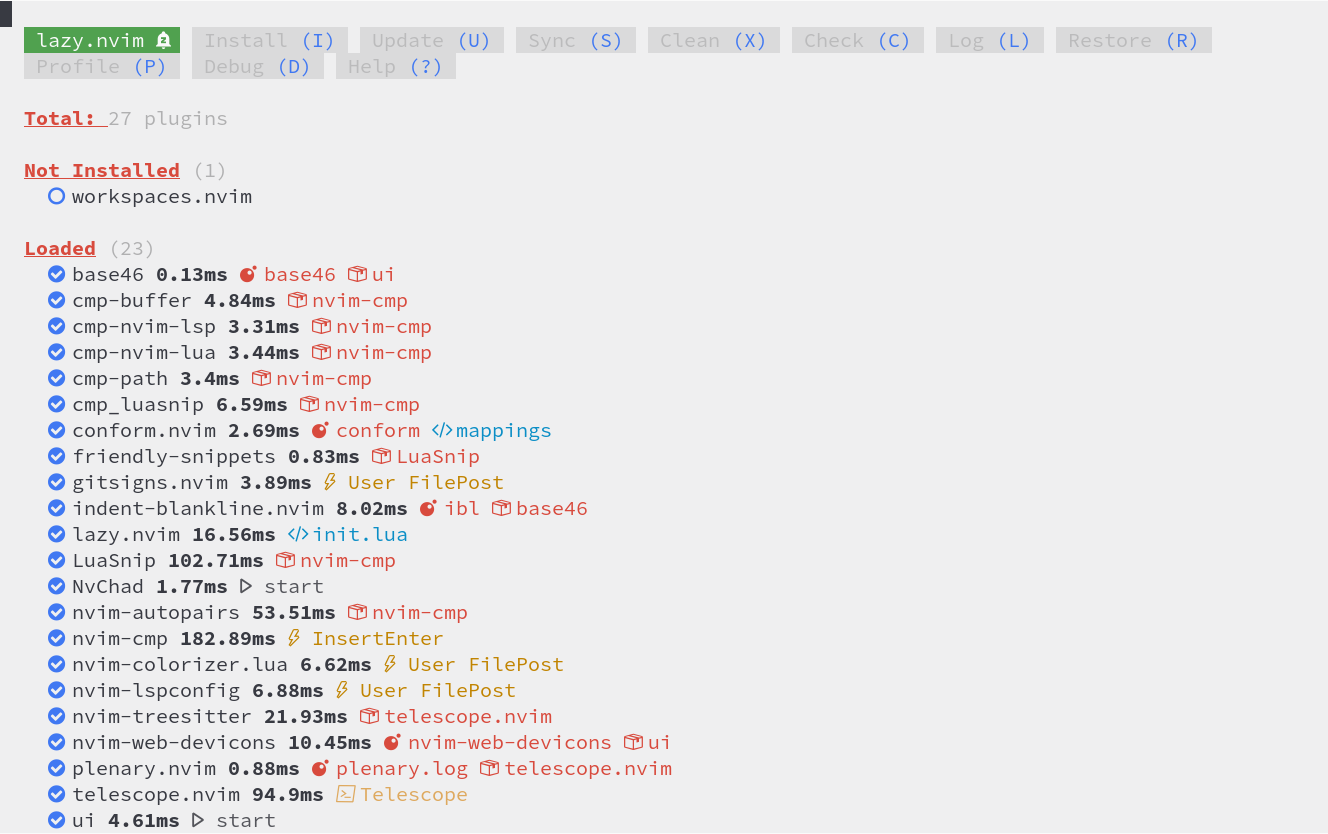 lazy.nvim Install (I) Update (U) Sync (S) Clean (X) Check (C) Log (L) Restore (R)
Profile (P) Debug (D) Help (?)
Total: 27 plugins
Not Installed (1)
workspaces.nvim
Loaded (23)
base46 0.13ms base46 ui
cmp-buffer 4.84ms nvim-cmp
cmp-nvim-lsp 3.31ms nvim-cmp
cmp-nvim-lua 3.44ms nvim-cmp
cmp-path 3.4ms nvim-cmp
cmp_luasnip 6.59ms nvim-cmp
conform.nvim 2.69ms conform </>mappings
friendly-snippets 0.83ms LuaSnip
gitsigns.nvim 3.89ms User FilePost
indent-blankline.nvim 8.02ms ibl base46
lazy.nvim 16.56ms </>init.lua
LuaSnip 102.71ms nvim-cmp
NvChad 1.77ms start
nvim-autopairs 53.51ms nvim-cmp
nvim-cmp 182.89ms InsertEnter
nvim-colorizer.lua 6.62ms User FilePost
nvim-lspconfig 6.88ms User FilePost
nvim-treesitter 21.93ms telescope.nvim
nvim-web-devicons 10.45ms nvim-web-devicons ui
plenary.nvim 0.88ms plenary.log telescope.nvim
telescope.nvim 94.9ms Telescope
ui 4.61ms start